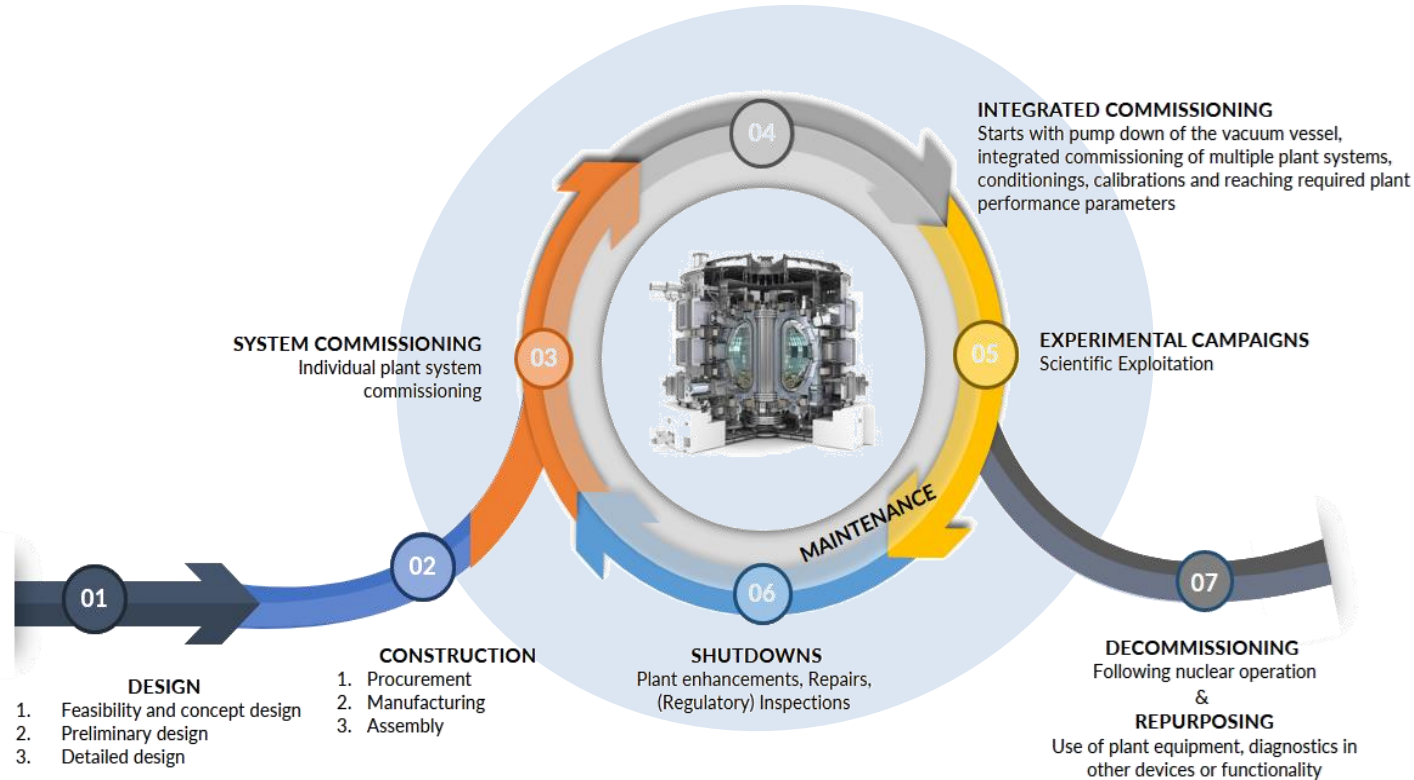 04
INTEGRATED COMMISSIONING
Starts with pump down of the vacuum vessel,
integrated commissioning of multiple plant systems,
conditionings, calibrations and reaching required plant
performance parameters
SYSTEM COMMISSIONING
Individual plant system
commissioning
03
05
EXPERIMENTAL CAMPAIGNS
Scientific Exploitation
MAINTENANCE
01
02
06
07
DESIGN
1. Feasibility and concept design
2. Preliminary design
3. Detailed design
CONSTRUCTION
1. Procurement
2. Manufacturing
3. Assembly
SHUTDOWNS
Plant enhancements, Repairs,
(Regulatory) Inspections
DECOMMISSIONING
Following nuclear operation
&
REPURPOSING
Use of plant equipment, diagnostics in
other devices or functionality